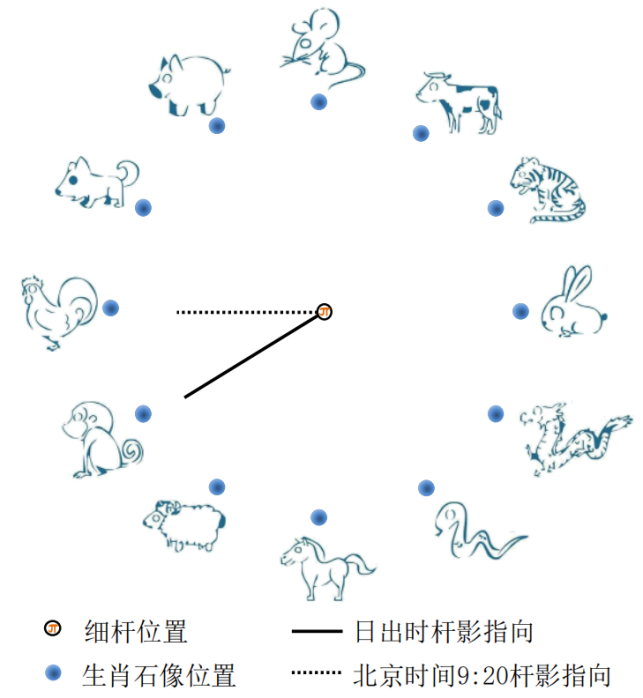 π
细杆位置
日出时杆影指向
π
生肖石像位置
北京时间9:20杆影指向